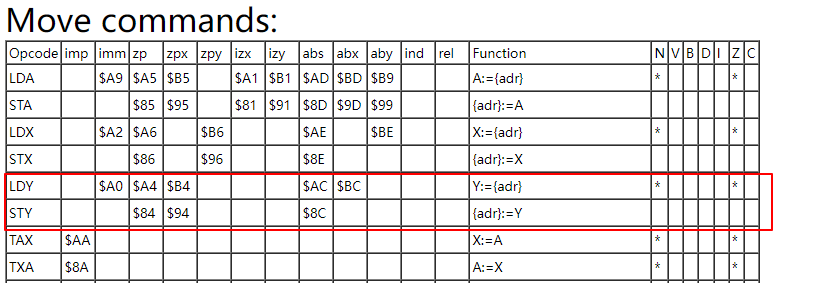 Move commands:
Opcode imp imm zp zpx zpy izx izy abs abx aby ind rel Function N V B D I Z C
LDA $A9 $A5 $B5 $A1 $B1 $AD $BD $B9 A:={adr} * *
STA $85 $95 $81 $91 $8D $9D $99 {adr}:=A
LDX $A2 $A6 $B6 $AE $BE X:={adr} * *
STX $86 $96 $8E {adr}:=X
LDY $A0 $A4 $B4 $AC $BC Y:={adr} * *
STY $84 $94 $8C {adr}:=Y
TAX $AA X:=A * *
TXA $8A A:=X * *